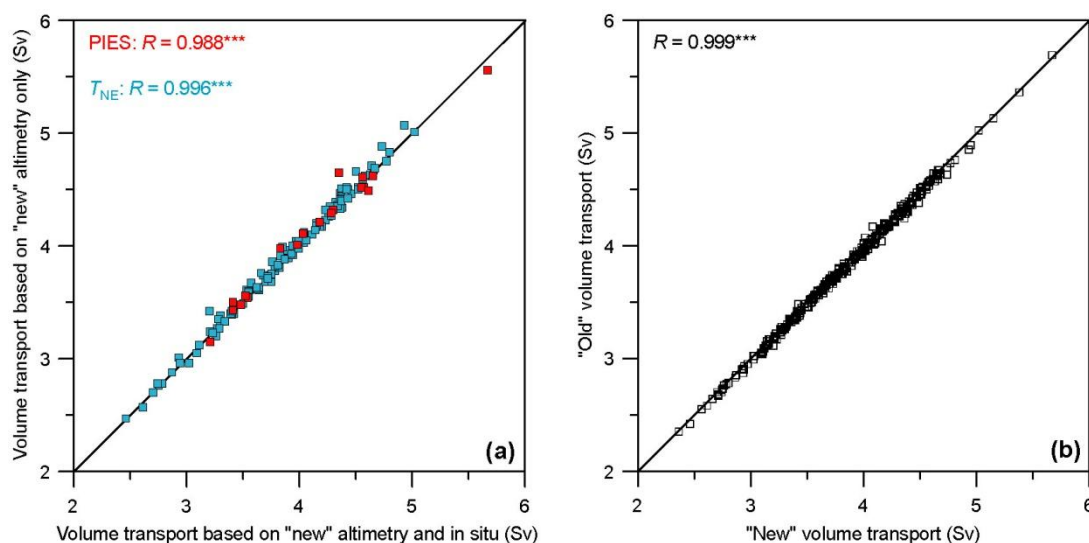 Volume transport based on "new" altimetry only (Sv)
6
5
4
3
2
PIES: R = 0.988***
TNE: R = 0.996***
(a)
2 3 4 5 6
Volume transport based on "new" altimetry and in situ (Sv)
"Old" volume transport (Sv)
6
5
4
3
2
R = 0.999***
(b)
2 3 4 5 6
"New" volume transport (Sv)